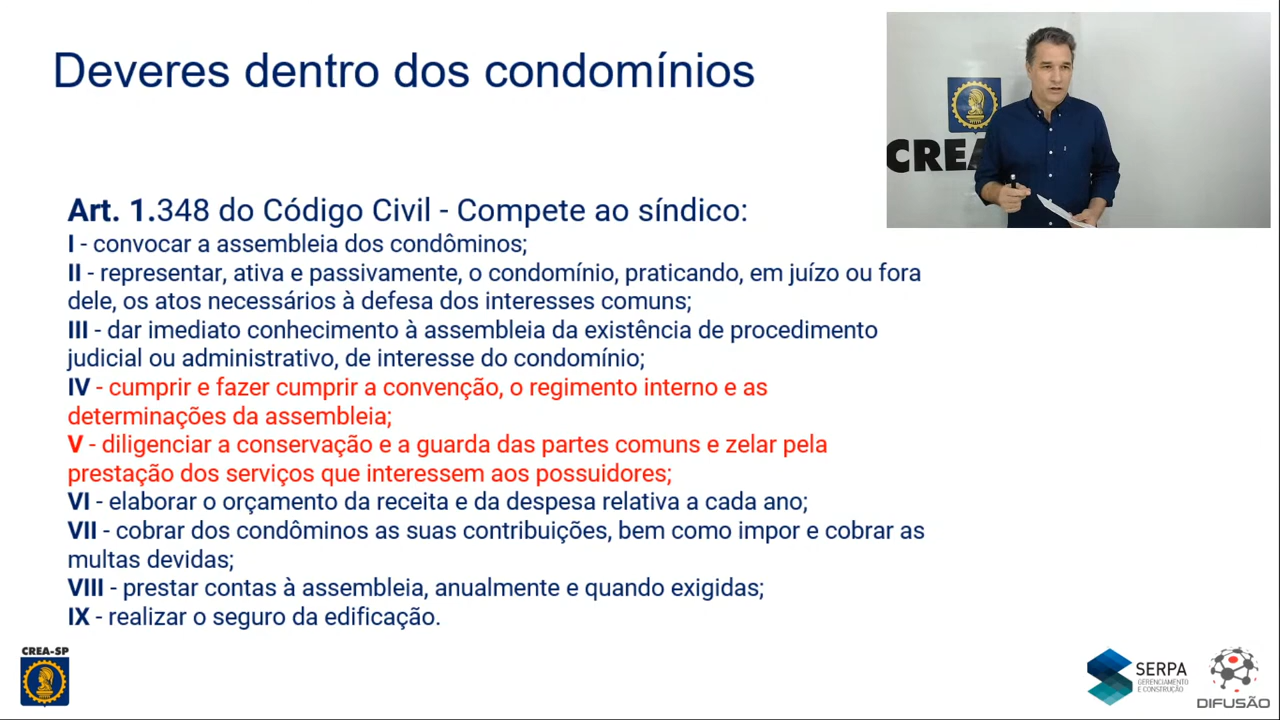 Deveres dentro dos condomínios
CREA
Art. 1.348 do Código Civil - Compete ao síndico:
I - convocar a assembleia dos condôminos;
II - representar, ativa e passivamente, o condomínio, praticando, em juízo ou fora
dele, os atos necessários à defesa dos interesses comuns;
III - dar imediato conhecimento à assembleia da existência de procedimento
judicial ou administrativo, de interesse do condomínio;
IV - cumprir e fazer cumprir a convenção, o regimento interno e as
determinações da assembleia;
V - diligenciar a conservação e a guarda das partes comuns e zelar pela
prestação dos serviços que interessem aos possuidores;
VI - elaborar o orçamento da receita e da despesa relativa a cada ano;
VII - cobrar dos condôminos as suas contribuições, bem como impor e cobrar as
multas devidas;
VIII - prestar contas à assembleia, anualmente e quando exigidas;
IX - realizar o seguro da edificação.
CREA-SP
SERPA
GERENCIAMENTO
E CONSTRUÇÃO
DIFUSÃO